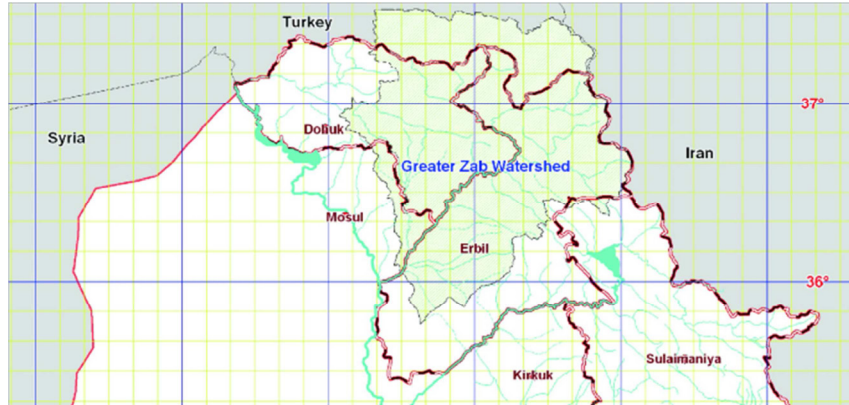 Turkey
37°
Syria
Dohuk
Iran
Greater Zab Watershed
Mosul
Erbil
36°
Sulaimaniya
Kirkuk